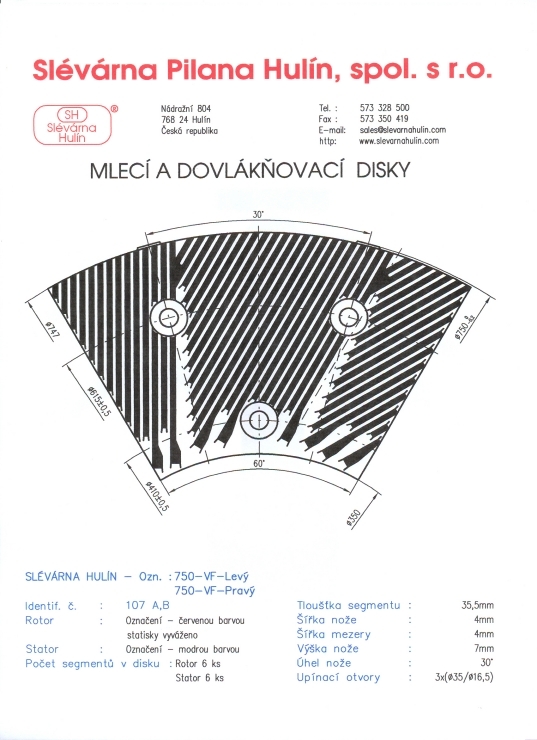 Slévárna Pilana Hulín, spol. s r.o.
SH
Slévárna
Hulín
®
Nádražní 804
768 24 Hulín
Česká republika
Tel. : 573 328 500
Fax : 573 350 419
E-mail: sales@slevarnahulin.com
http: www.slevarnahulin.com
MLECÍ A DOVLÁKŇOVACÍ DISKY
30°
ø747
ø615±0,5
ø410±0,5
60°
ø350
ø750
SLÉVÁRNA HULÍN – Ozn. : 750–VF–Levý
750–VF–Pravý
Identif. č. : 107 A,B
Rotor : Označení – červenou barvou
statisky vyváženo
Stator : Označení – modrou barvou
Počet segmentů v disku : Rotor 6 ks
Stator 6 ks
Tloušťka segmentu : 35,5mm
Šířka nože : 4mm
Šířka mezery : 4mm
Výška nože : 7mm
Úhel nože : 30°
Upínací otvory : 3x(ø35/ø16,5)